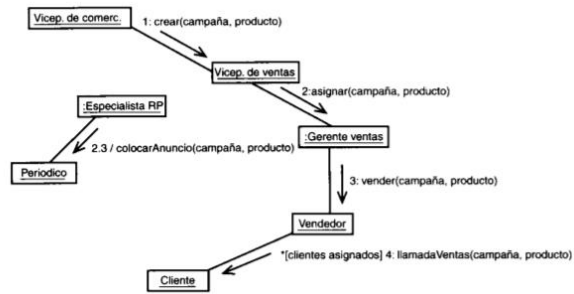 Vicep. de comerc.
1: crear(campaña, producto)
Vicep. de ventas
2:asignar(campaña, producto)
:Especialista RP
:Gerente ventas
2.3 / colocarAnuncio(campaña, producto)
Periodico
3: vender(campaña, producto)
Vendedor
*[clientes asignados] 4: llamadaVentas(campaña, producto)
Cliente